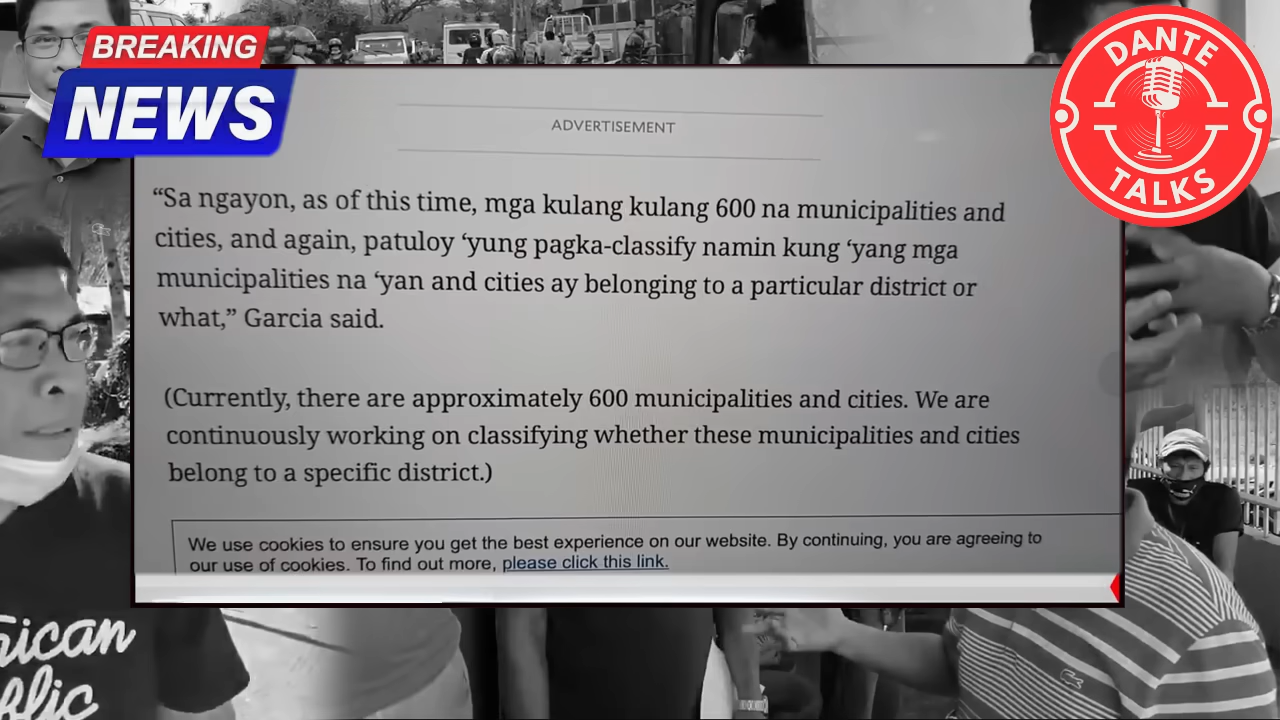 BREAKING
NEWS
DANTE
TALKS
ADVERTISEMENT
“Sa ngayon, as of this time, mga kulang kulang 600 na municipalities and
cities, and again, patuloy ‘yung pagka-classify namin kung ‘yang mga
municipalities na ‘yan and cities ay belonging to a particular district or
what,” Garcia said.
(Currently, there are approximately 600 municipalities and cities. We are
continuously working on classifying whether these municipalities and cities
belong to a specific district.)
We use cookies to ensure you get the best experience on our website. By continuing, you are agreeing to
our use of cookies. To find out more, please click this link.